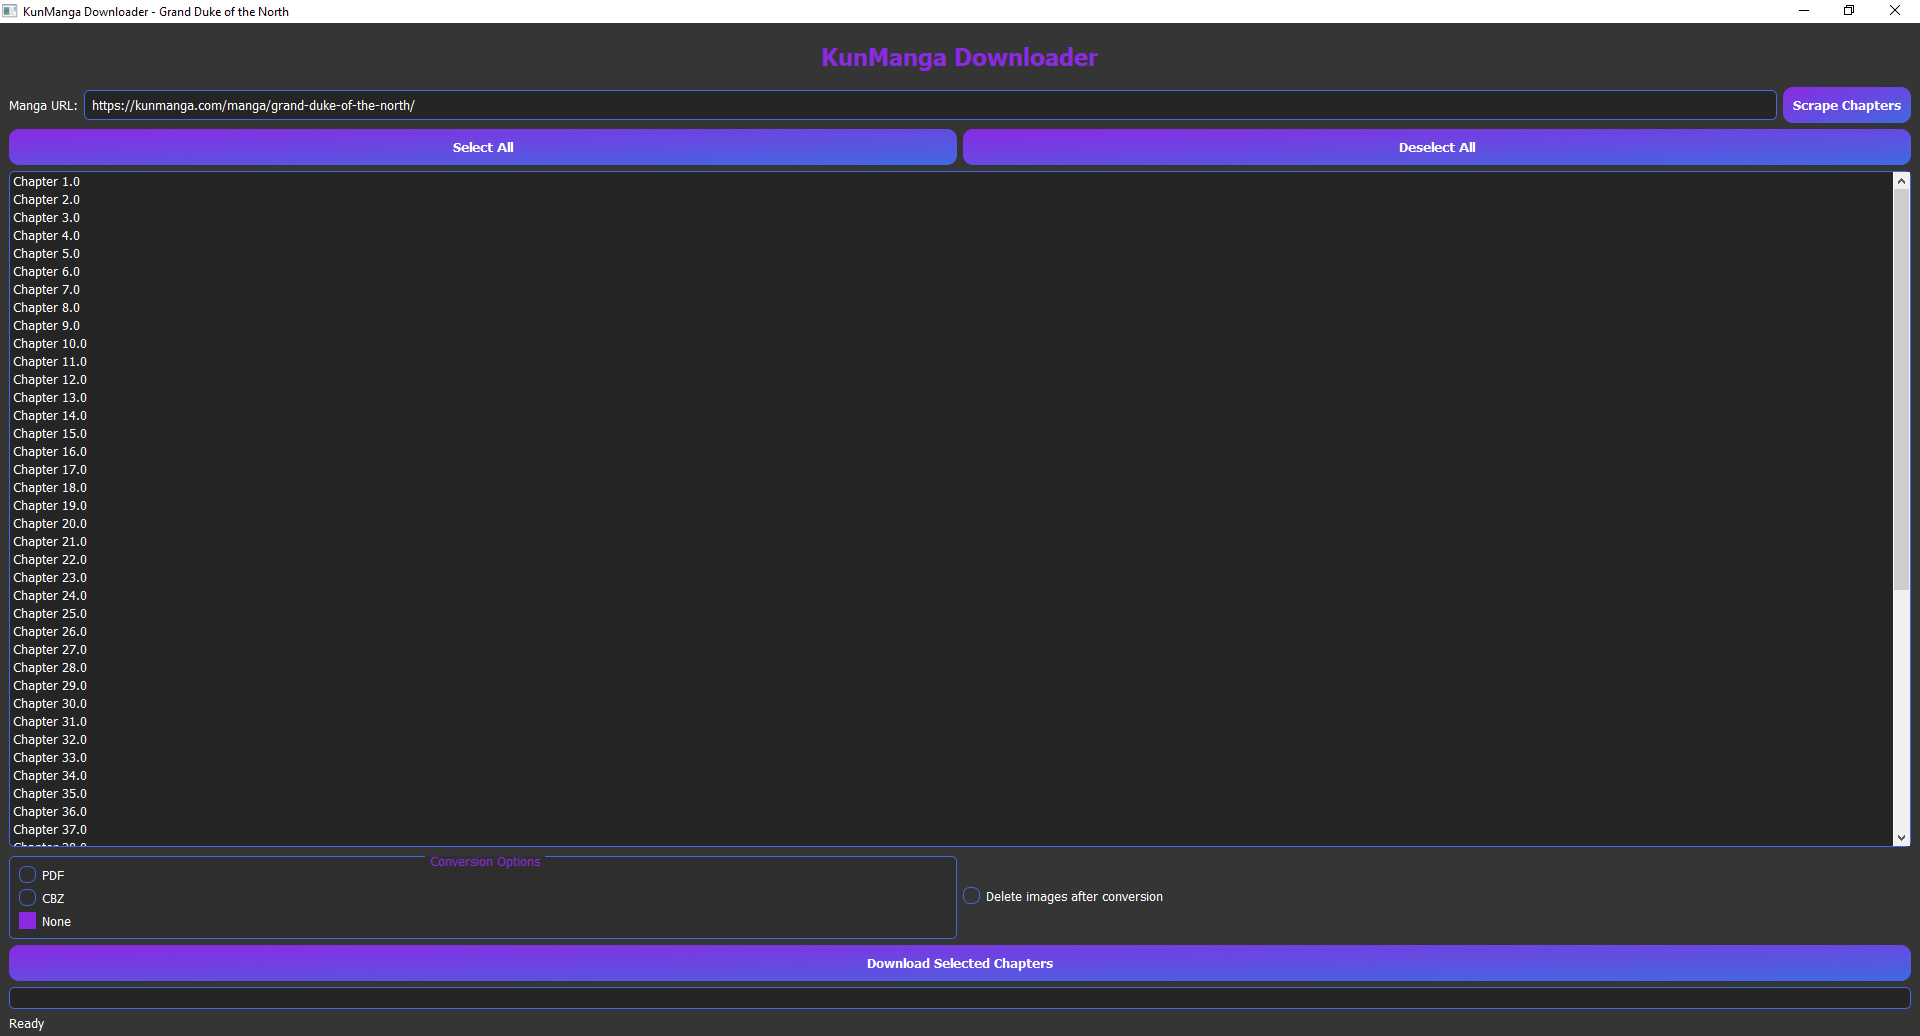 KunManga Downloader - Grand Duke of the North
KunManga Downloader
Manga URL: https://kunmanga.com/manga/grand-duke-of-the-north/ Scrape Chapters
Select All Deselect All
Chapter 1.0
Chapter 2.0
Chapter 3.0
Chapter 4.0
Chapter 5.0
Chapter 6.0
Chapter 7.0
Chapter 8.0
Chapter 9.0
Chapter 10.0
Chapter 11.0
Chapter 12.0
Chapter 13.0
Chapter 14.0
Chapter 15.0
Chapter 16.0
Chapter 17.0
Chapter 18.0
Chapter 19.0
Chapter 20.0
Chapter 21.0
Chapter 22.0
Chapter 23.0
Chapter 24.0
Chapter 25.0
Chapter 26.0
Chapter 27.0
Chapter 28.0
Chapter 29.0
Chapter 30.0
Chapter 31.0
Chapter 32.0
Chapter 33.0
Chapter 34.0
Chapter 35.0
Chapter 36.0
Chapter 37.0
Conversion Options
PDF
CBZ
None
Delete images after conversion
Download Selected Chapters
Ready